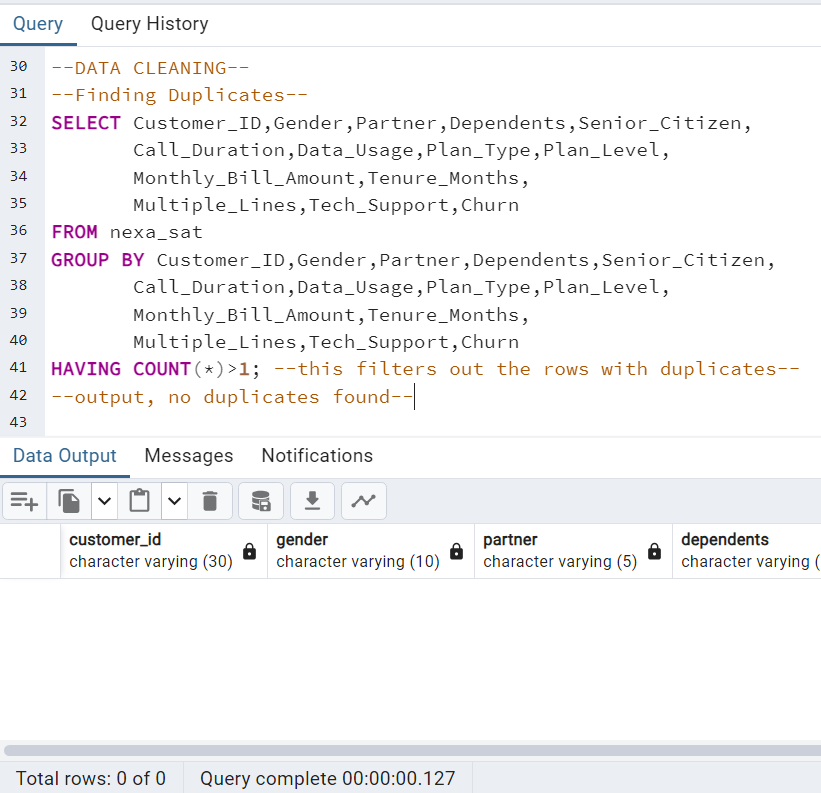 Query Query History
30 --DATA CLEANING--
31 --Finding Duplicates--
32 SELECT Customer_ID,Gender,Partner,Dependents,Senior_Citizen,
33 Call_Duration,Data_Usage,Plan_Type,Plan_Level,
34 Monthly_Bill_Amount,Tenure_Months,
35 Multiple_Lines,Tech_Support,Churn
36 FROM nexa_sat
37 GROUP BY Customer_ID,Gender,Partner,Dependents,Senior_Citizen,
38 Call_Duration,Data_Usage,Plan_Type,Plan_Level,
39 Monthly_Bill_Amount,Tenure_Months,
40 Multiple_Lines,Tech_Support,Churn
41 HAVING COUNT(*)>1; --this filters out the rows with duplicates--
42 --output, no duplicates found--
43
Data Output Messages Notifications
customer_id gender partner dependents
character varying (30) character varying (10) character varying (5) character varying (
Total rows: 0 of 0 Query complete 00:00:00.127